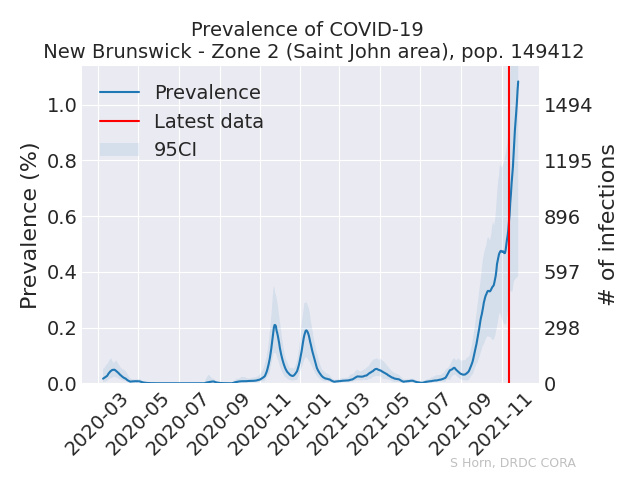 Prevalence of COVID-19
New Brunswick - Zone 2 (Saint John area), pop. 149412
Prevalence
Latest data
95CI
Prevalence (%)
1.0
0.8
0.6
0.4
0.2
0.0
1494
1195
896
597
298
0
# of infections
2020-03
2020-05
2020-07
2020-09
2020-11
2021-01
2021-03
2021-05
2021-07
2021-09
2021-11
S Horn, DRDC CORA